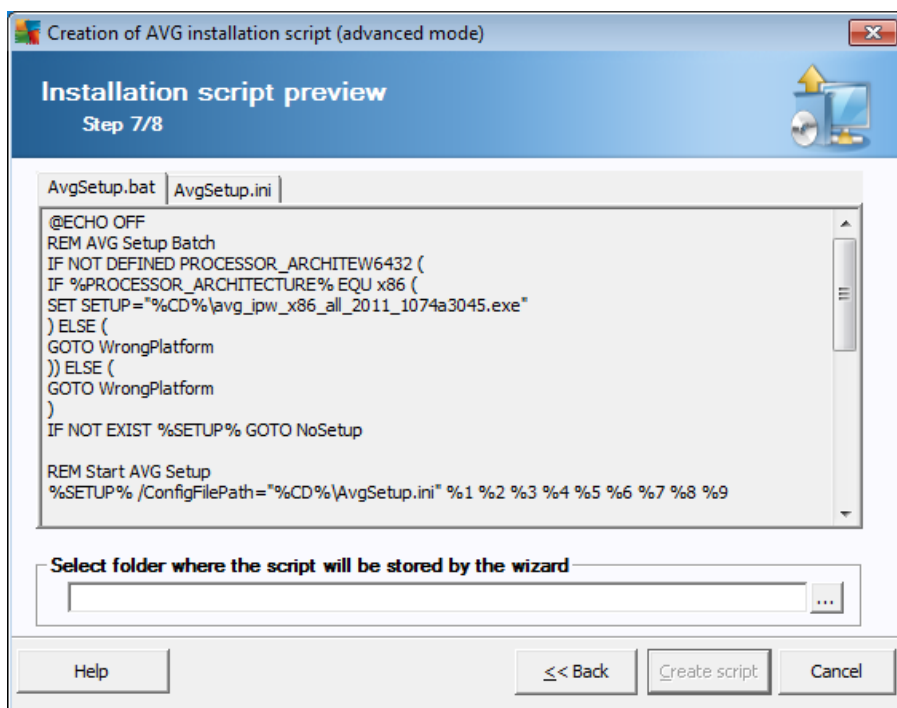 Creation of AVG installation script (advanced mode)
Installation script preview
Step 7/8
AvgSetup.bat
AvgSetup.ini
@ECHO OFF
REM AVG Setup Batch
IF NOT DEFINED PROCESSOR_ARCHITEW6432 (
IF %PROCESSOR_ARCHITECTURE% EQU x86 (
SET SETUP="%CD%\avg_ipw_x86_all_2011_1074a3045.exe"
) ELSE (
GOTO WrongPlatform
)) ELSE (
GOTO WrongPlatform
)
IF NOT EXIST %SETUP% GOTO NoSetup
REM Start AVG Setup
%SETUP% /ConfigFilePath="%CD%\AvgSetup.ini" %1 %2 %3 %4 %5 %6 %7 %8 %9
Select folder where the script will be stored by the wizard
...
Help
<< Back
Create script
Cancel